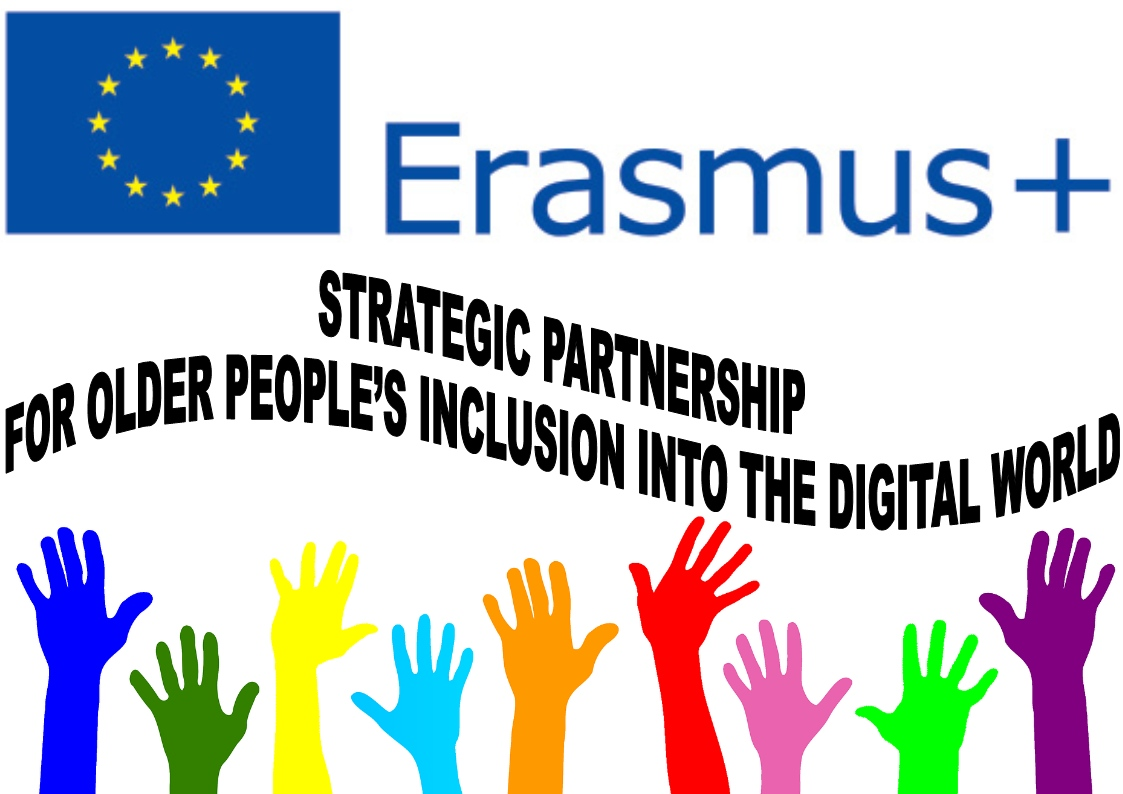 Erasmus+
STRATEGIC PARTNERSHIP
FOR OLDER PEOPLE’S INCLUSION INTO THE DIGITAL WORLD